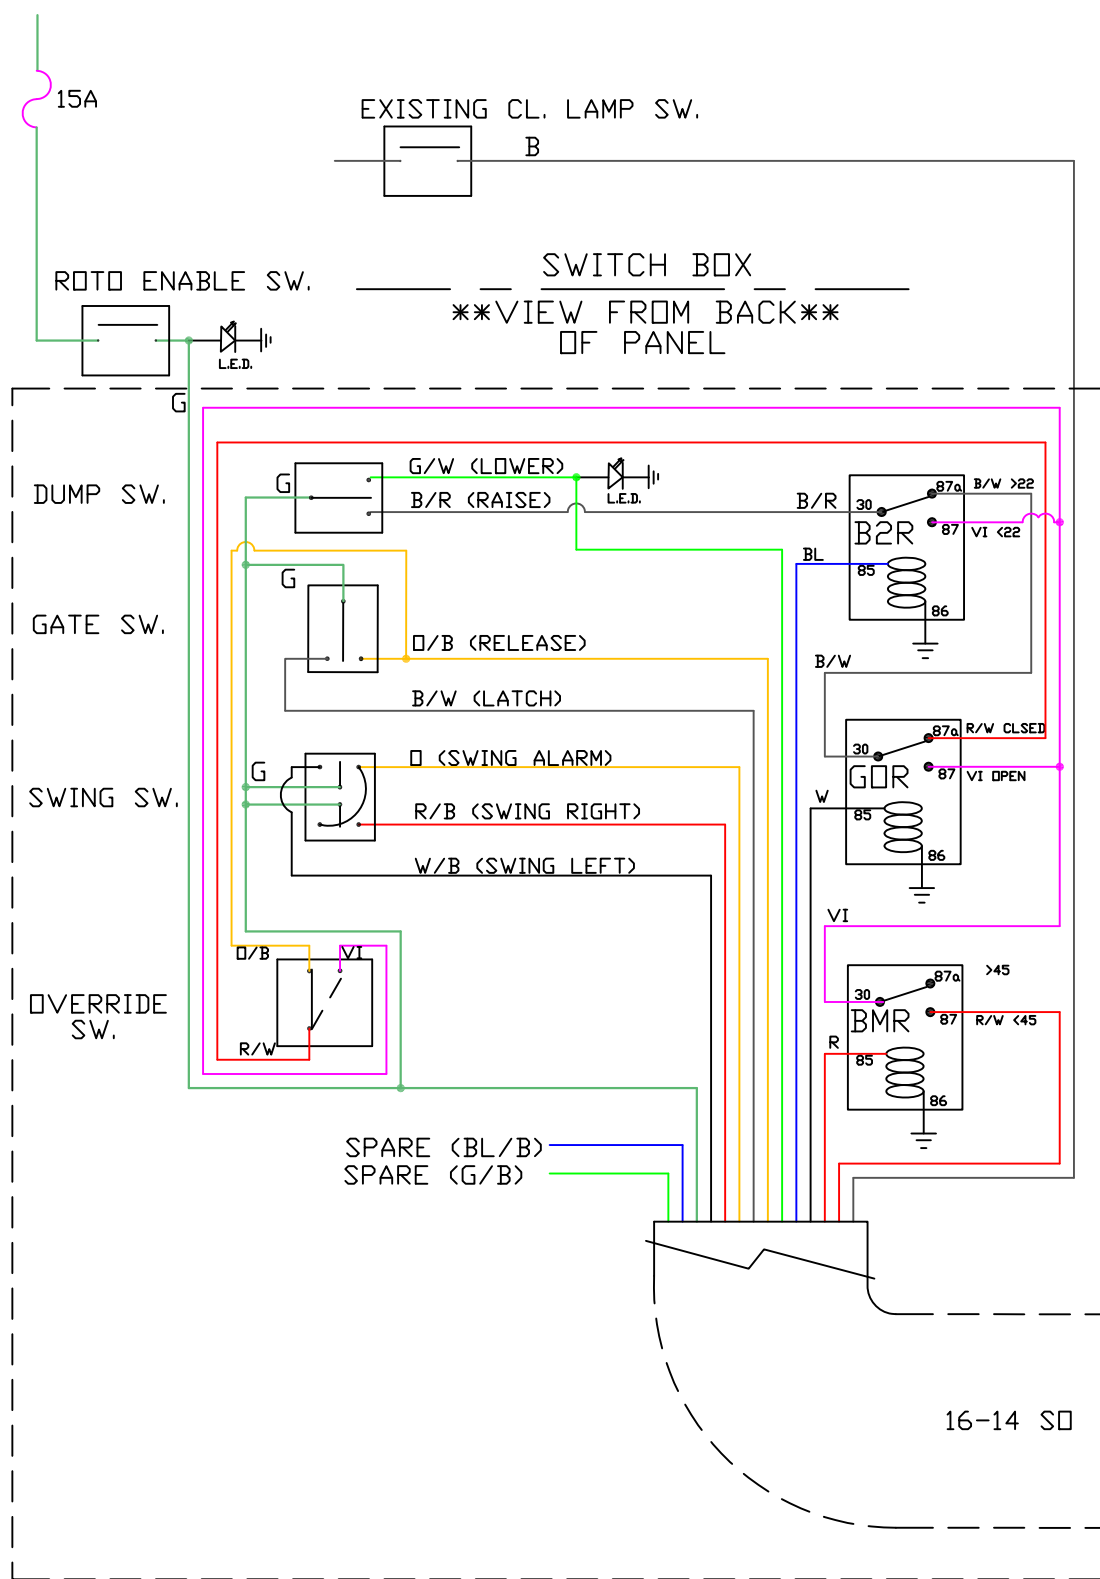 15A
EXISTING CL. LAMP SW.
B
ROTO ENABLE SW.
SWITCH BOX
**VIEW FROM BACK**
OF PANEL
L.E.D.
G
DUMP SW.
G
G/W (LOWER)
L.E.D.
B/R (RAISE)
B/R
30
87a
B/W >22
87
VI <22
B2R
BL
85
86
G
GATE SW.
O/B (RELEASE)
B/W
B/W (LATCH)
87a
R/W CLSED
30
G
O (SWING ALARM)
87
VI OPEN
GOR
SWING SW.
R/B (SWING RIGHT)
W
85
86
W/B (SWING LEFT)
VI
O/B
VI
87a
>45
30
87
R/W <45
BMR
OVERRIDE
SW.
R/W
R
85
86
SPARE (BL/B)
SPARE (G/B)
16-14 SO